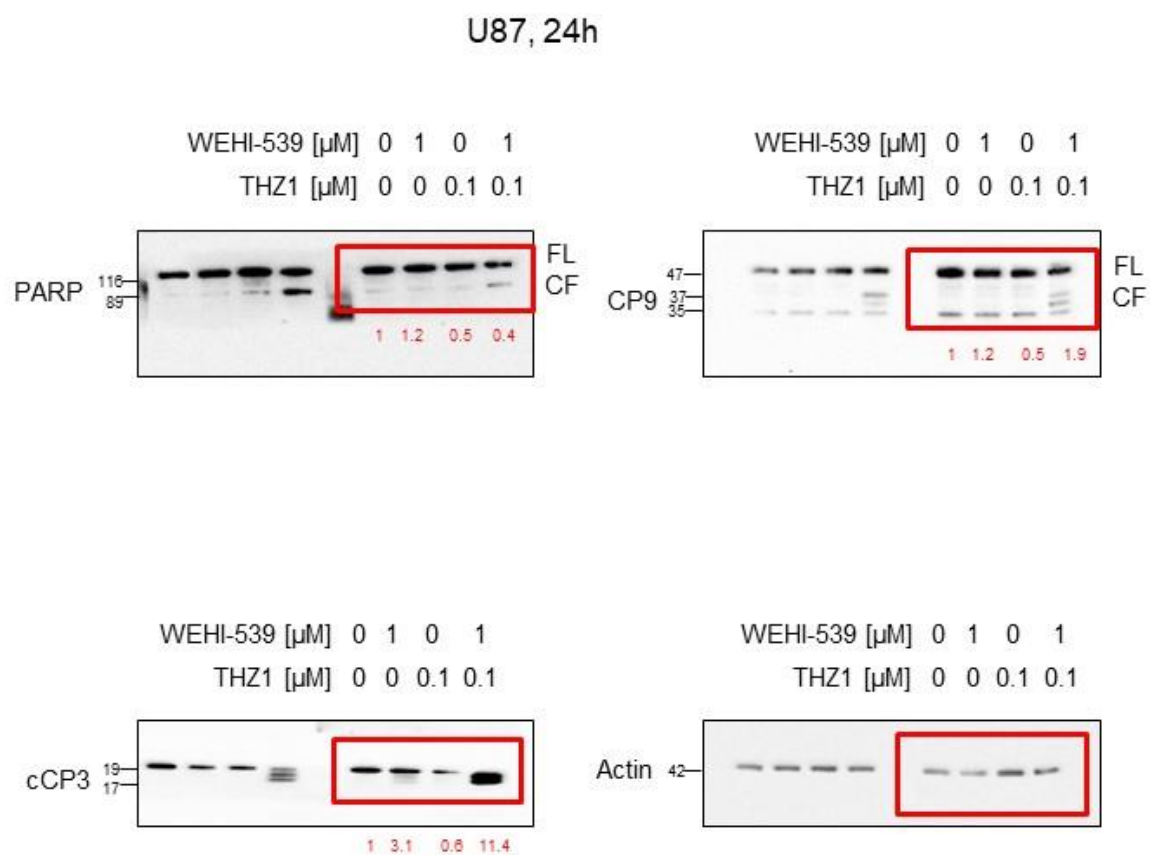 U87, 24h
WEHI-539 [µM] 0 1 0 1
THZ1 [µM] 0 0 0.1 0.1
PARP
116
89
FL
CF
1 1.2 0.5 0.4
WEHI-539 [µM] 0 1 0 1
THZ1 [µM] 0 0 0.1 0.1
CP9
47
37
35
FL
CF
1 1.2 0.5 1.9
WEHI-539 [µM] 0 1 0 1
THZ1 [µM] 0 0 0.1 0.1
cCP3
19
17
1 3.1 0.6 11.4
WEHI-539 [µM] 0 1 0 1
THZ1 [µM] 0 0 0.1 0.1
Actin 42